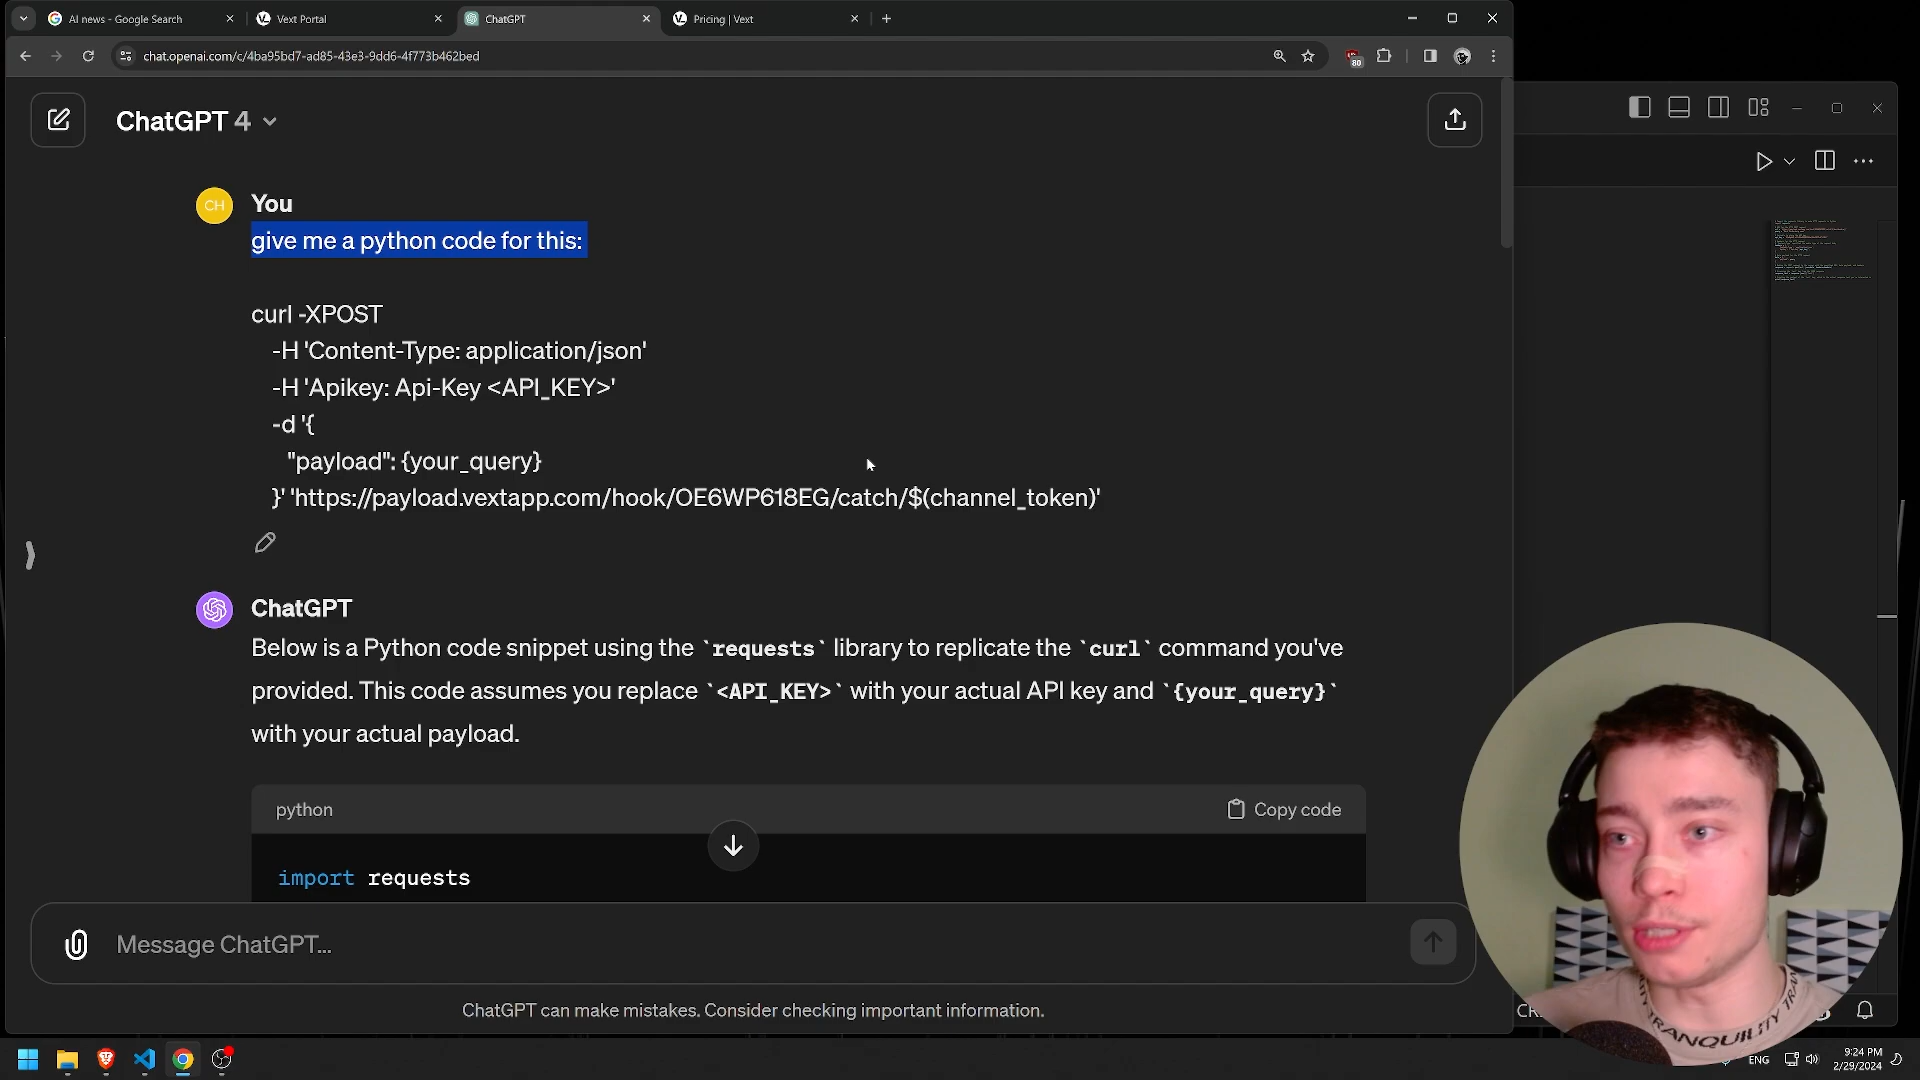 AI news - Google Search
Vext Portal
ChatGPT
Pricing | Vext
chat.openai.com/c/4ba95bd7-ad85-43e3-9dd6-4f773b462bed
80
ChatGPT 4
CH
You
give me a python code for this:
curl -XPOST
-H 'Content-Type: application/json'
-H 'Apikey: Api-Key <API_KEY>'
-d '{
"payload": {your_query}
}' 'https://payload.vextapp.com/hook/OE6WP618EG/catch/$(channel_token)'
ChatGPT
Below is a Python code snippet using the `requests` library to replicate the `curl` command you've
provided. This code assumes you replace `<API_KEY>` with your actual API key and `{your_query}`
with your actual payload.
python
Copy code
import requests
Message ChatGPT...
ChatGPT can make mistakes. Consider checking important information.
TRANQUILITY
ENG
9:24 PM
2/29/2024